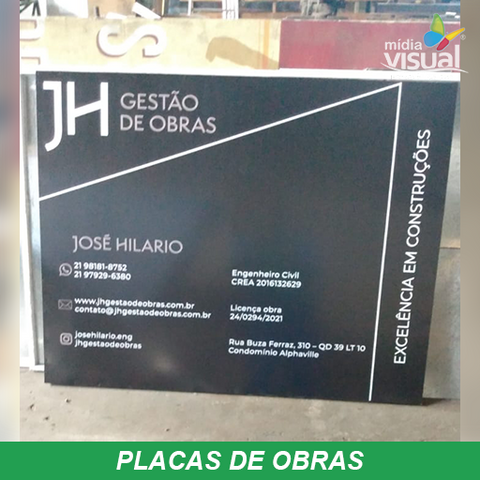 mídia
visual
JH GESTÃO
DE OBRAS
JOSÉ HILARIO
21 98181-8752
21 97929-6380
www.jhgestaodeobras.com.br
contato@jhgestaodeobras.com.br
josehilario.eng
jhgestaodeobras
Engenheiro Civil
CREA 2016132629
Licença obra
24/0294/2021
Rua Buza Ferraz, 310 – QD 39 LT 10
Condomínio Alphaville
EXCELÊNCIA EM CONSTRUÇÕES
PLACAS DE OBRAS